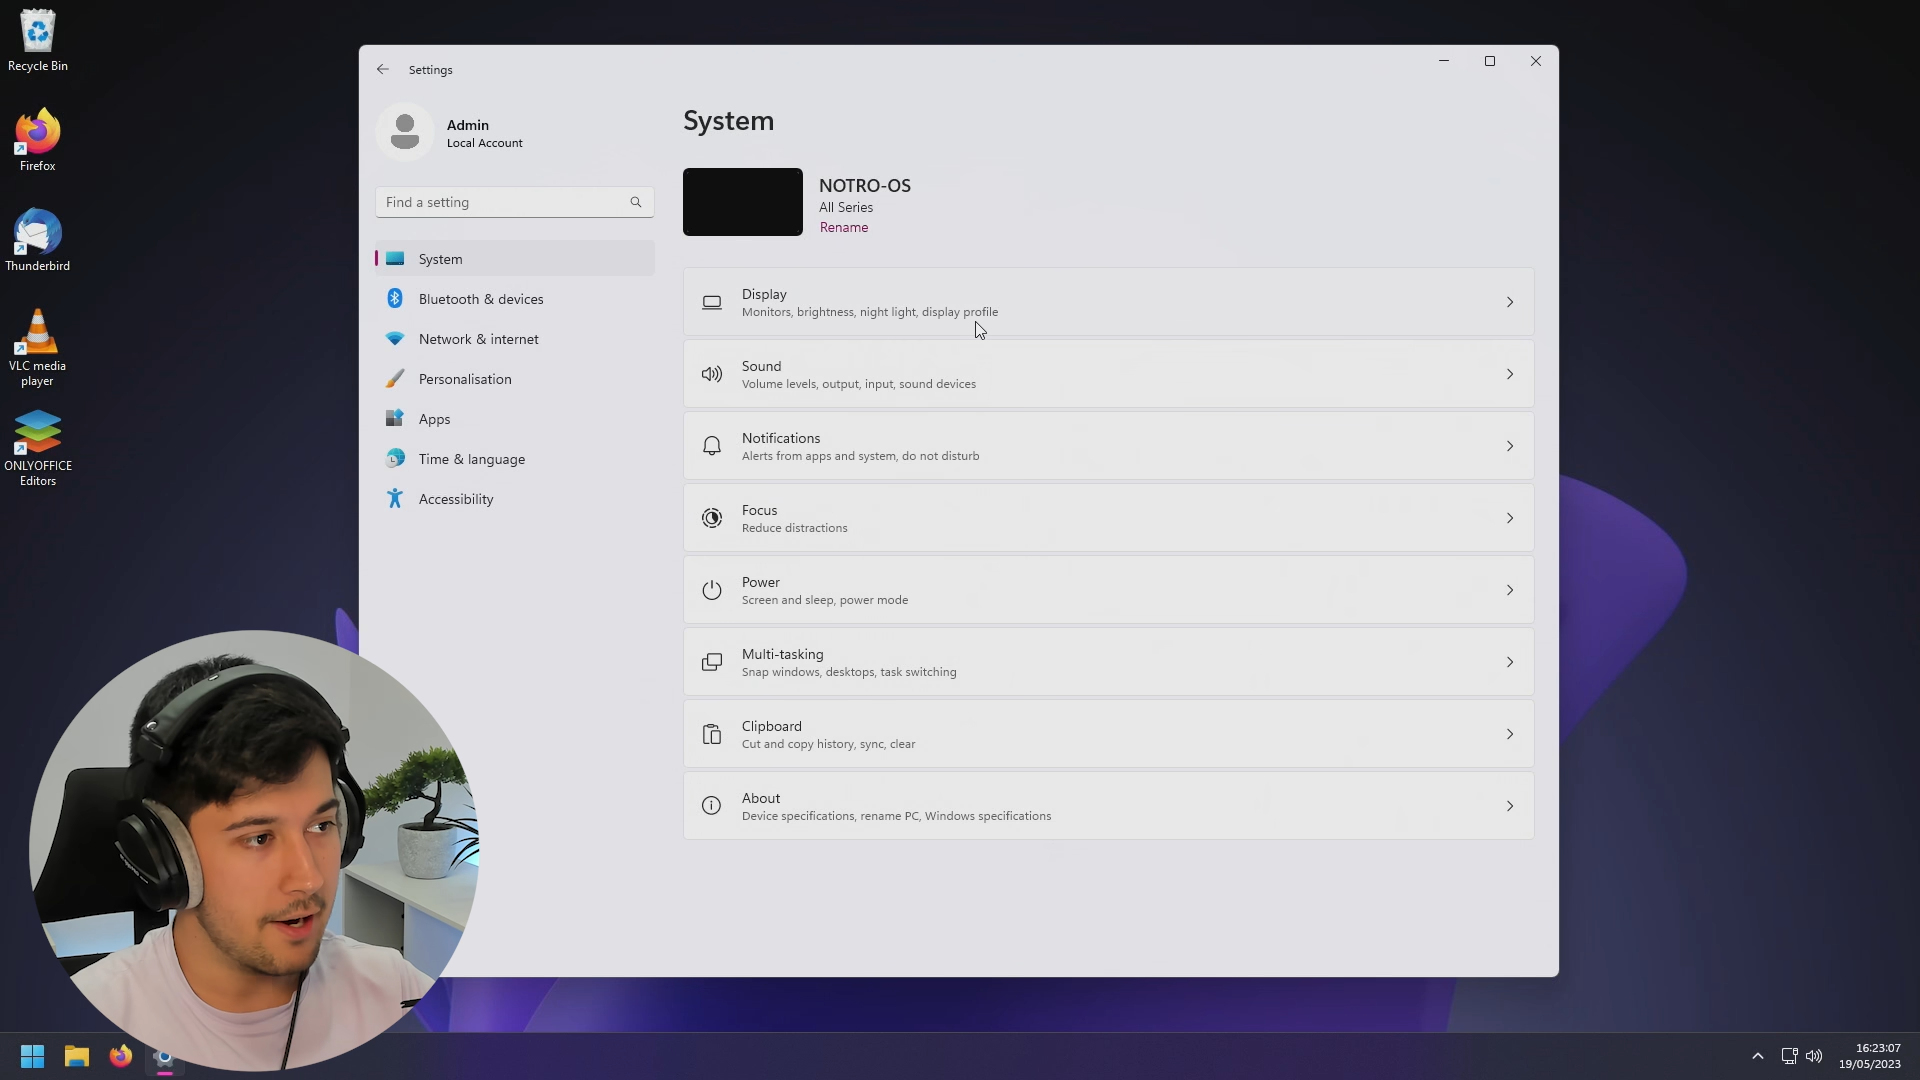 Recycle Bin
Firefox
Thunderbird
VLC media
player
ONLYOFFICE
Editors
Settings
Admin
Local Account
Find a setting
System
Bluetooth & devices
Network & internet
Personalisation
Apps
Time & language
Accessibility
System
NOTRO-OS
All Series
Rename
Display
Monitors, brightness, night light, display profile
Sound
Volume levels, output, input, sound devices
Notifications
Alerts from apps and system, do not disturb
Focus
Reduce distractions
Power
Screen and sleep, power mode
Multi-tasking
Snap windows, desktops, task switching
Clipboard
Cut and copy history, sync, clear
About
Device specifications, rename PC, Windows specifications
16:23:07
19/05/2023